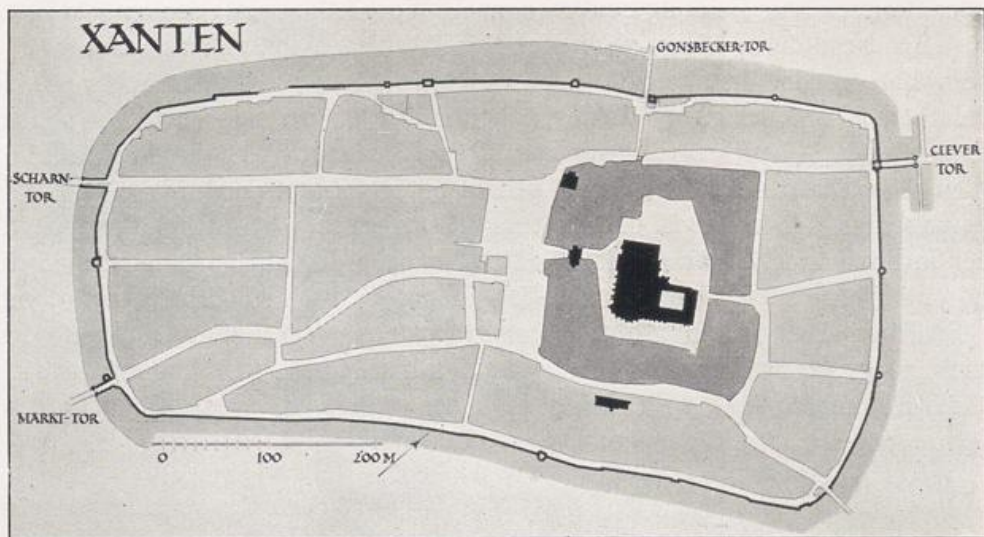 XANTEN
GONSBECKER-TOR
CLEVER
TOR
SCHARN-
TOR
MARKT-TOR
0 100 200 M